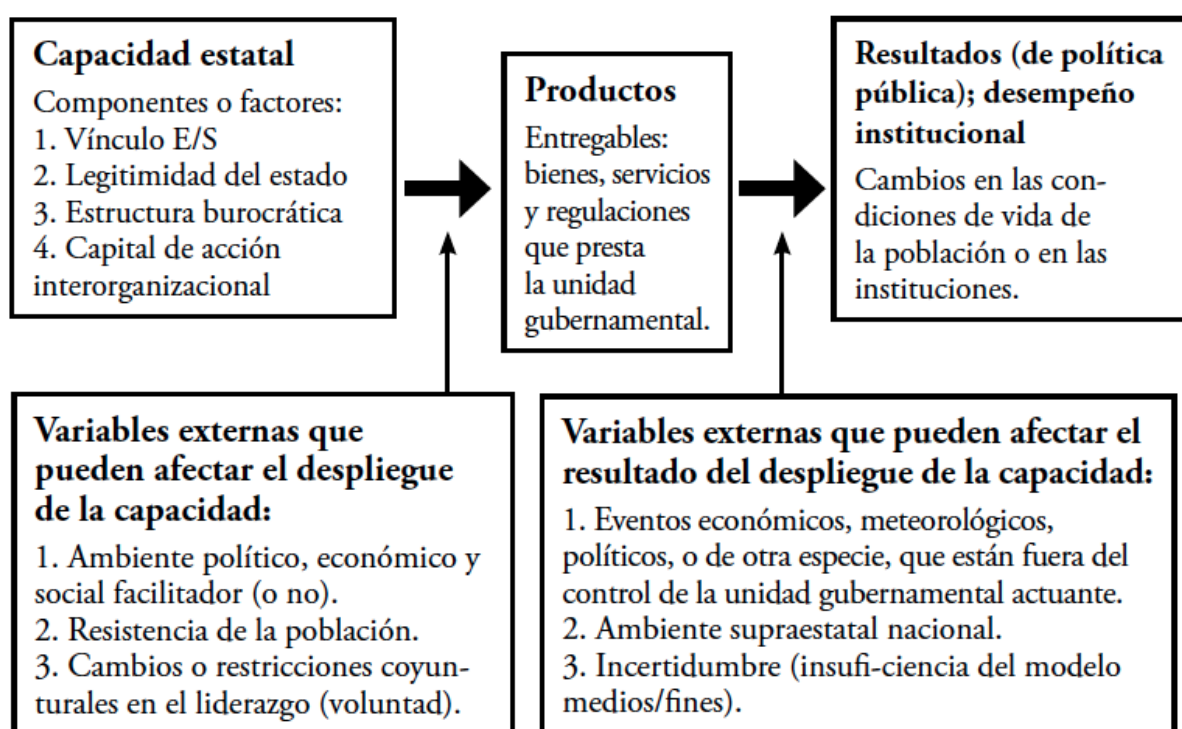 Capacidad estatal
Componentes o factores:
1. Vínculo E/S
2. Legitimidad del estado
3. Estructura burocrática
4. Capital de acción
interorganizacional
Productos
Entregables:
bienes, servicios
y regulaciones
que presta
la unidad
gubernamental.
Resultados (de política
pública); desempeño
institucional
Cambios en las con-
diciones de vida de
la población o en las
instituciones.
Variables externas que
pueden afectar el despliegue
de la capacidad:
1. Ambiente político, económico y
social facilitador (o no).
2. Resistencia de la población.
3. Cambios o restricciones coyun-
turales en el liderazgo (voluntad).
Variables externas que pueden afectar el
resultado del despliegue de la capacidad:
1. Eventos económicos, meteorológicos,
políticos, o de otra especie, que están fuera del
control de la unidad gubernamental actuante.
2. Ambiente supraestatal nacional.
3. Incertidumbre (insufi-ciencia del modelo
medios/fines).